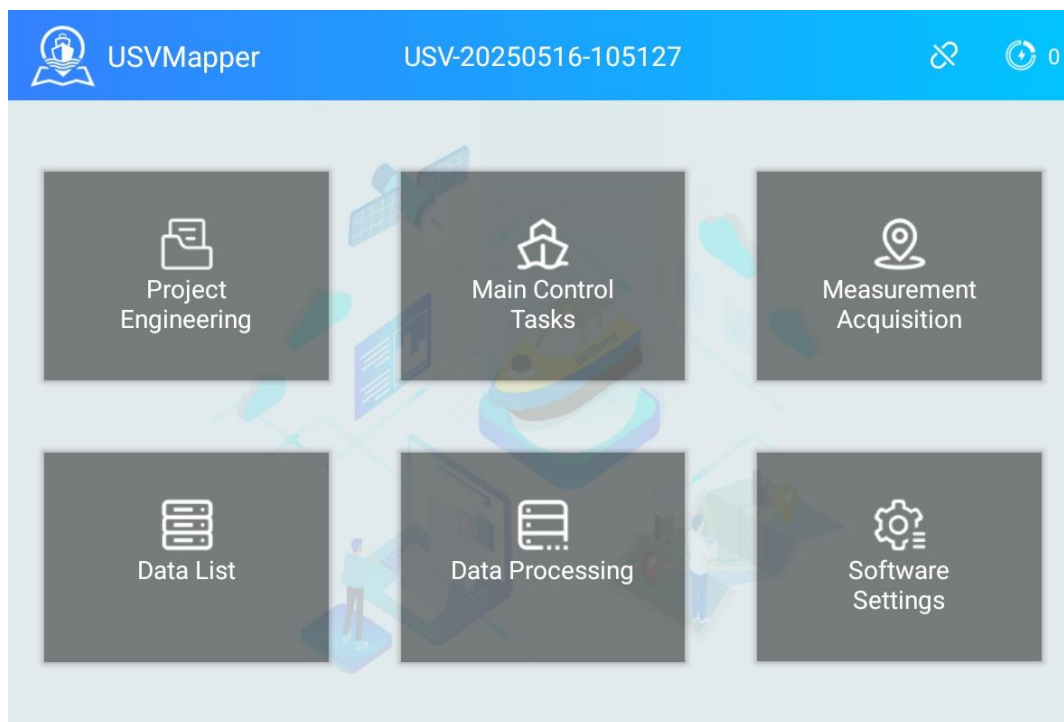 USVMapper
USV-20250516-105127
0
Project
Engineering
Main Control
Tasks
Measurement
Acquisition
Data List
Data Processing
Software
Settings